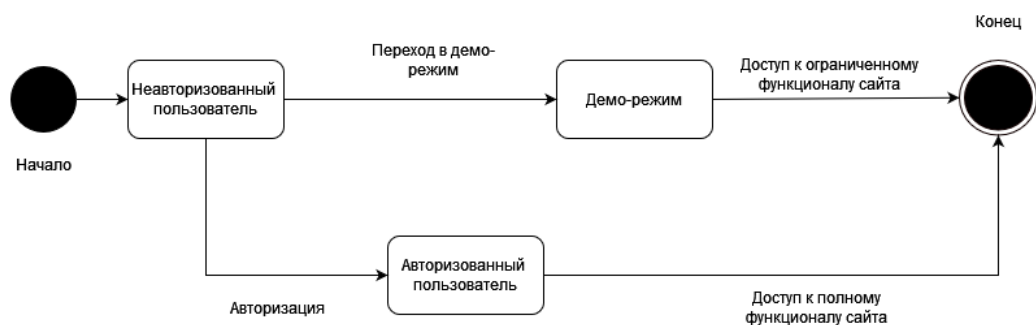 Конец
Переход в демо-
режим
Доступ к ограниченному
функционалу сайта
Неавторизованный
пользователь
Демо-режим
Начало
Авторизованный
пользователь
Авторизация
Доступ к полному
функционалу сайта